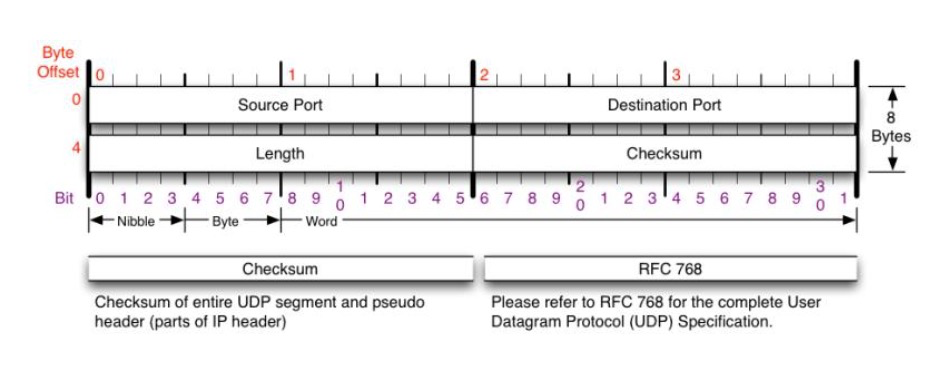 Byte
Offset 0 1 2 3
0 Source Port Destination Port
8
Bytes
4 Length Checksum
Bit 0 1 2 3 4 5 6 7 8 9 10 1 2 3 4 5 6 7 8 9 20 1 2 3 4 5 6 7 8 9 30 1
Nibble Byte Word
Checksum RFC 768
Checksum of entire UDP segment and pseudo
header (parts of IP header)
Please refer to RFC 768 for the complete User
Datagram Protocol (UDP) Specification.